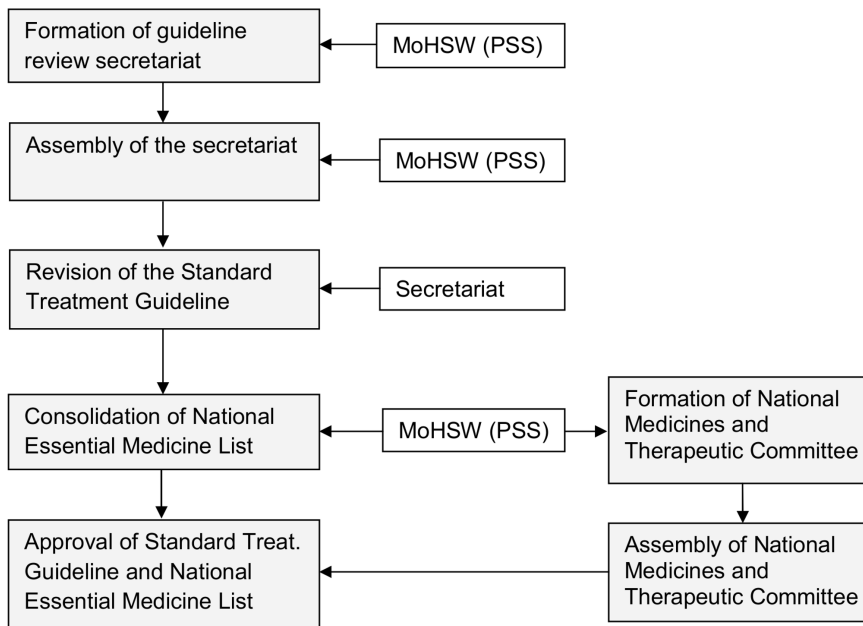 Formation of guideline
review secretariat
MoHSW (PSS)
Assembly of the secretariat
MoHSW (PSS)
Revision of the Standard
Treatment Guideline
Secretariat
Consolidation of National
Essential Medicine List
MoHSW (PSS)
Formation of National
Medicines and
Therapeutic Committee
Approval of Standard Treat.
Guideline and National
Essential Medicine List
Assembly of National
Medicines and
Therapeutic Committee